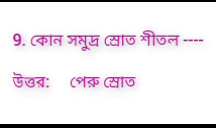 9. কোন সমুদ্র স্রোত শীতল ----
উত্তর: পেরু স্রোত